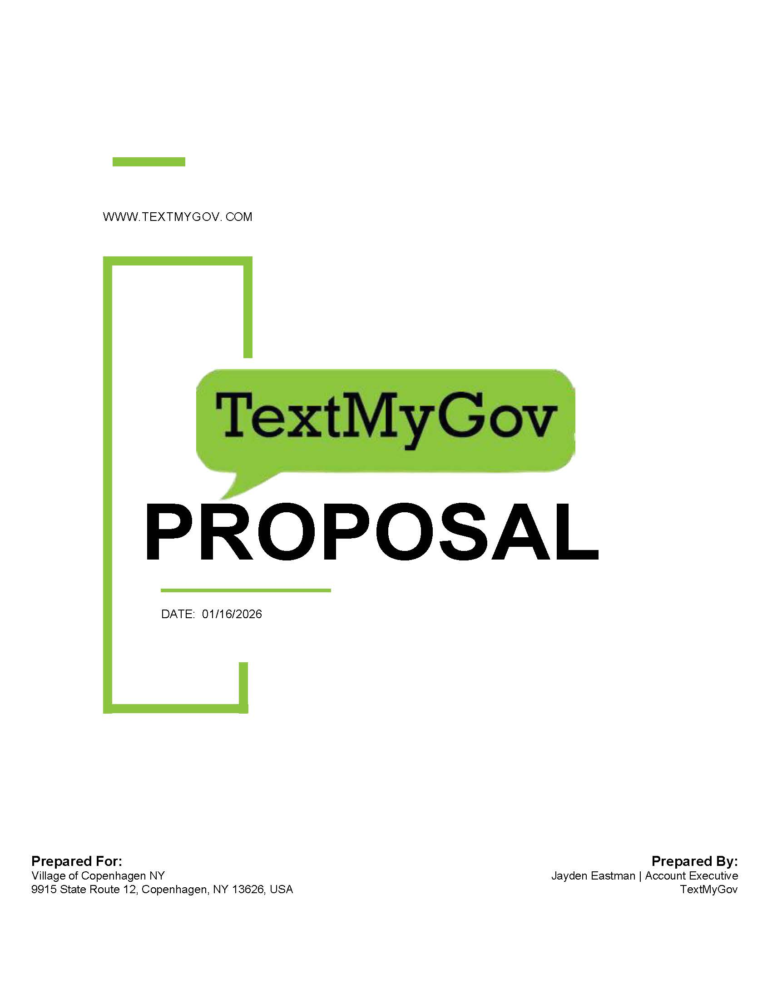 WWW.TEXTMYGOV. COM
TextMyGov
PROPOSAL
DATE: 01/16/2026
Prepared For:
Village of Copenhagen NY
9915 State Route 12, Copenhagen, NY 13626, USA
Prepared By:
Jayden Eastman | Account Executive
TextMyGov